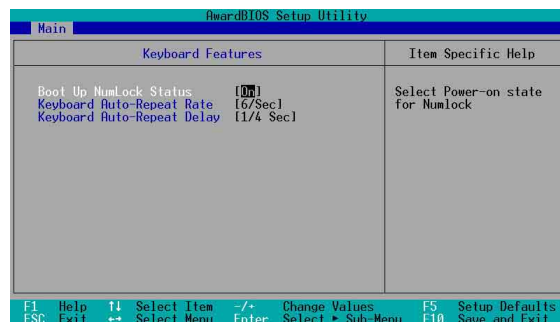 AwardBIOS Setup Utility
Main
Keyboard Features
Item Specific Help
Boot Up NumLock Status [On]
Select Power-on state
Keyboard Auto-Repeat Rate [6/Sec]
for Numlock
Keyboard Auto-Repeat Delay [1/4 Sec]
F1 Help ↑↓ Select Item -/+ Change Values F5 Setup Defaults
ESC Exit ←→ Select Menu Enter Select ► Sub-Menu F10 Save and Exit